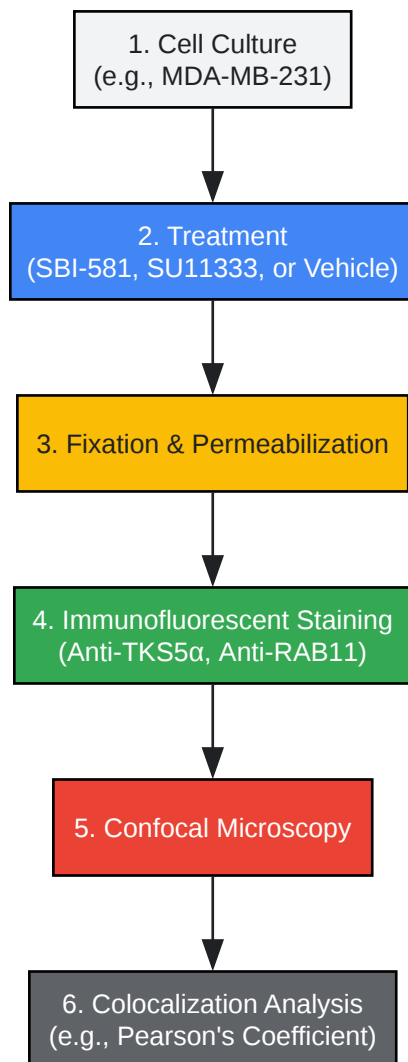 1. Cell Culture
(e.g., MDA-MB-231)
2. Treatment
(SBI-581, SU11333, or Vehicle)
3. Fixation & Permeabilization
4. Immunofluorescent Staining
(Anti-TKS5α, Anti-RAB11)
5. Confocal Microscopy
6. Colocalization Analysis
(e.g., Pearson's Coefficient)